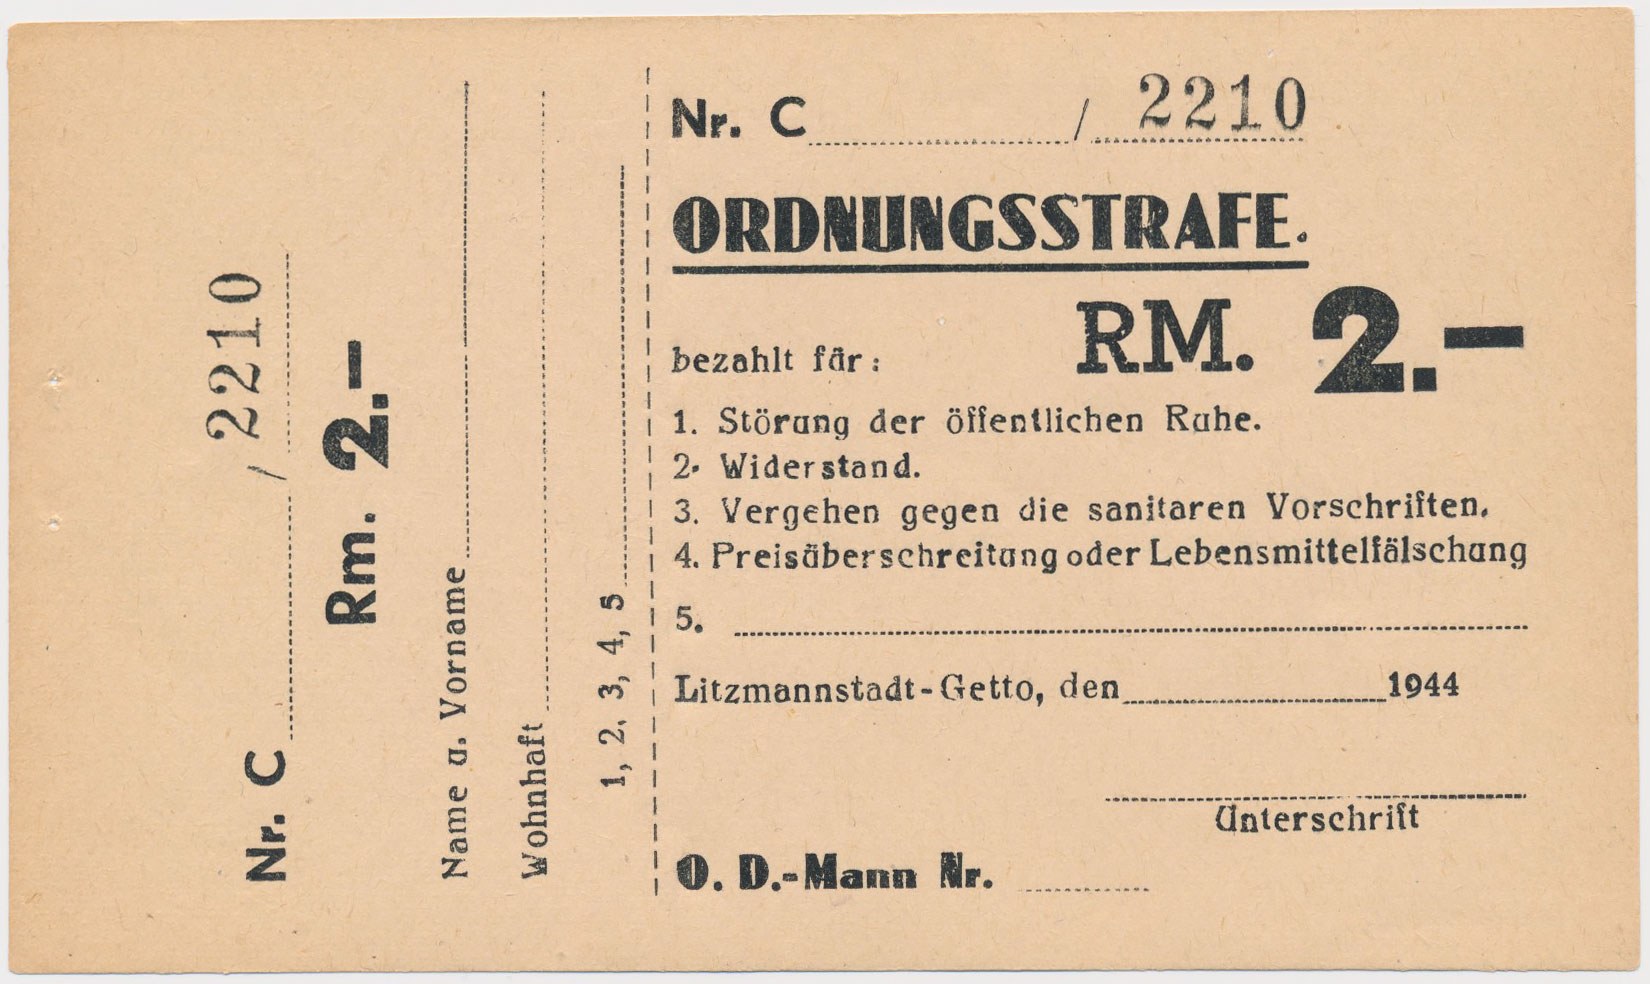 Nr. C / 2210
Rm. 2.—
Name u. Vorname
Wohnhaft
1, 2. 3, 4, 5
Nr. C / 2210
ORDNUNGSSTRAFE.
bezahlt für: RM. 2.—
1. Störung der öffentlichen Ruhe.
2. Widerstand.
3. Vergehen gegen die sanitaren Vorschriften.
4. Preisüberschreitung oder Lebensmittelfälschung
5.
Litzmannstadt-Getto, den 1944
Unterschrift
O. D.-Mann Nr.